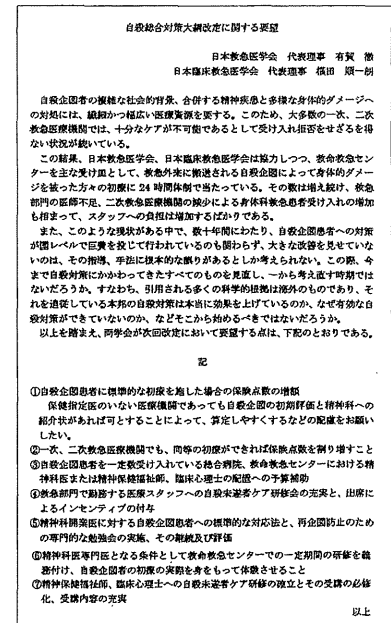 自殺総合対策大綱改定に関する要望
日本救急医学会　代表理事　有賀　徹
日本臨床救急医学会　代表理事　横田　順一朗
自殺企図者の複雑な社会的背景、合併する精神疾患と多様な身体的ダメージへ
の対処には、繊細かつ幅広い医療資源を要する。このため、大多数の一次、二次
救急医療機関では、十分なケアが不可能であるとして受け入れ拒否をせざるを得
ない状況が続いている。
この結果、日本救急医学会、日本臨床救急医学会は協力しつつ、救命救急セン
ターを主な受け皿として、救急外来に搬送される自殺企図によって身体的ダメー
ジを被った方々の初療に24時間体制で当たっている。その数は増え続け、救急
部門の医師不足、二次救急医療機関の減少による身体科救急患者受け入れの増加
も相まって、スタッフへの負担は増加するばかりである。
また、このような現状がある中で、数十年間にわたり、自殺企図患者への対策
が国レベルで巨費を投じて行われているのも関わらず、大きな改善を見せていな
いのは、その指導、手法に根本的な誤りがあるとしか考えられない。この際、今
まで自殺対策にかかわってきたすべてのものを見直し、一から考え直す時期では
ないだろうか。すなわち、引用される多くの科学的根拠は海外のものであり、そ
れを追従している本邦の自殺対策は本当に効果を上げているのか、なぜ有効な自
殺対策ができていないのか、などそこから始めるべきではないだろうか。
以上を踏まえ、両学会が次回改定において要望する点は、下記のとおりである。
記
①自殺企図患者に標準的な初療を施した場合の保険点数の増額
保健指定医のいない医療機関であっても自殺企図の初期評価と精神科への
紹介状があれば可とすることによって、算定しやすくするなどの配慮をお願い
したい。
②一次、二次救急医療機関でも、同等の初療ができれば保険点数を割り増すこと
③自殺企図患者を一定数受け入れている総合病院、救命救急センターにおける精
神科医または精神保健福祉師、臨床心理士の配置への予算補助
④救急部門で勤務する医療スタッフへの自殺未遂者ケア研修会の充実と、出席に
よるインセンティブの付与
⑤精神科開業医に対する自殺企図患者への標準的な対応法と、再企図防止のため
の専門的な勉強会の実施、その継続及び評価
⑥精神科医専門医となる条件として救命救急センターでの一定期間の研修を義
務付け、自殺企図者の初療の実際を身をもって体験させること
⑦精神保健福祉師、臨床心理士への自殺未遂者ケア研修の確立とその受講の必修
化、受講内容の充実
以上